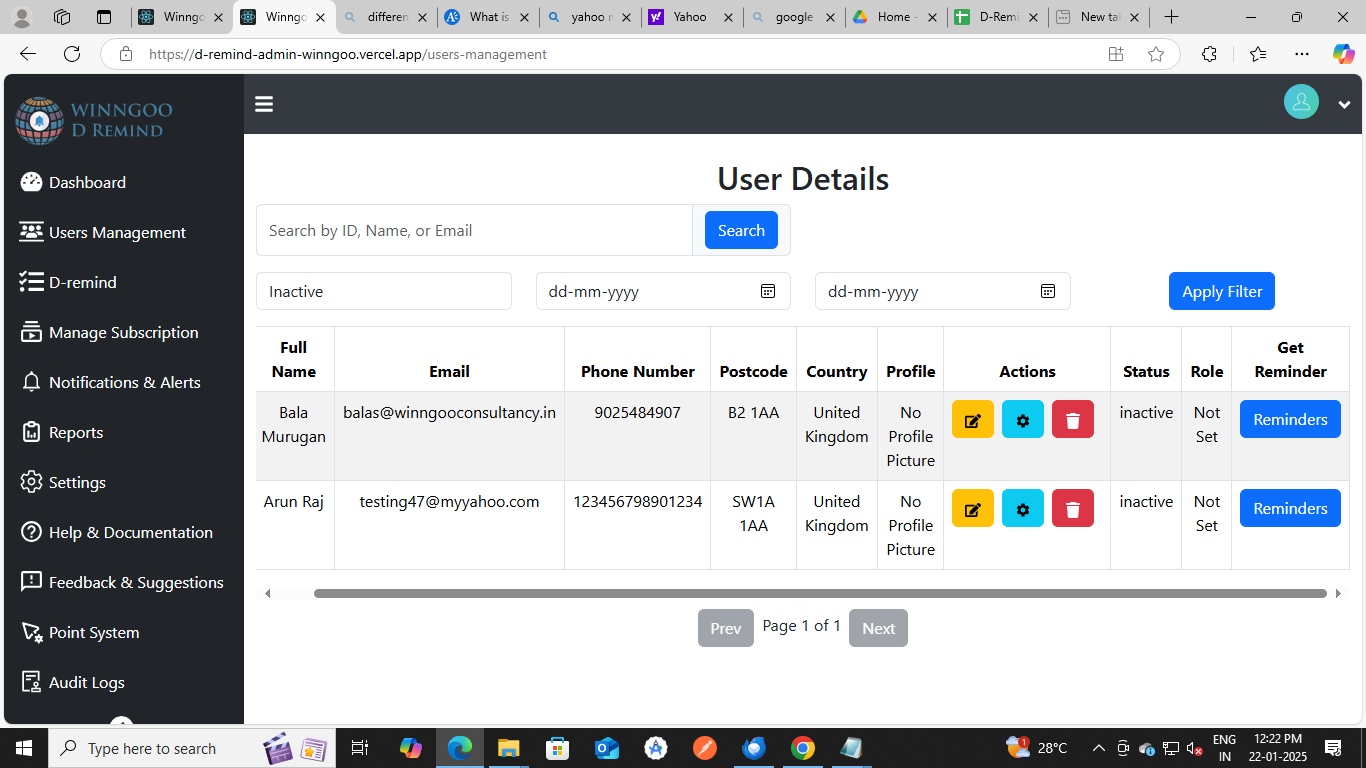 Winngo
Winngo
differen
What is
yahoo r
Yahoo
google
Home -
D-Remi
New tal
https://d-remind-admin-winngoo.vercel.app/users-management
WINNGOO
D REMIND
Dashboard
Users Management
D-remind
Manage Subscription
Notifications & Alerts
Reports
Settings
Help & Documentation
Feedback & Suggestions
Point System
Audit Logs
User Details
Search by ID, Name, or Email
Search
Inactive
dd-mm-yyyy
dd-mm-yyyy
Apply Filter
Full Name Email Phone Number Postcode Country Profile Actions Status Role Get Reminder
Bala Murugan balas@winngooconsultancy.in 9025484907 B2 1AA United Kingdom No Profile Picture inactive Not Set Reminders
Arun Raj testing47@myyahoo.com 123456798901234 SW1A 1AA United Kingdom No Profile Picture inactive Not Set Reminders
Prev Page 1 of 1 Next
Type here to search
1
28°C
ENG
IN
12:22 PM
22-01-2025